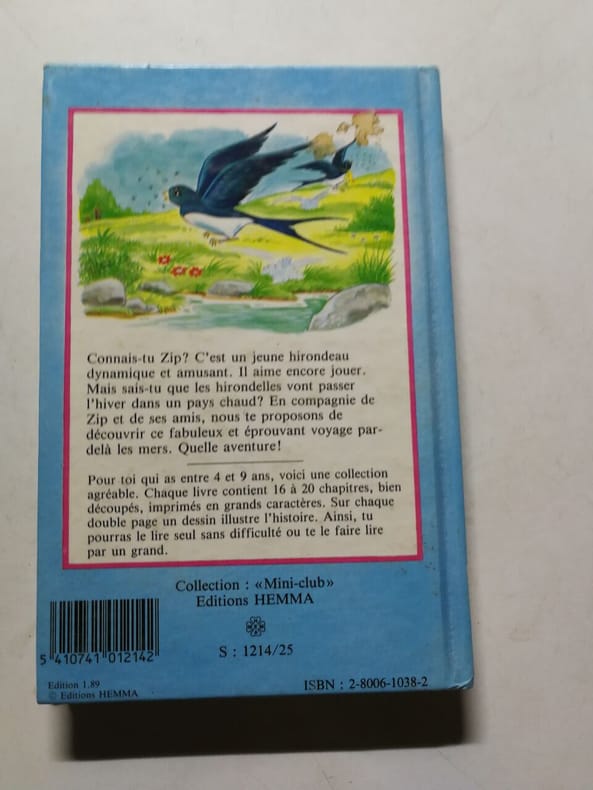 Connais-tu Zip? C'est un jeune hirondeau
dynamique et amusant. Il aime encore jouer.
Mais sais-tu que les hirondelles vont passer
l'hiver dans un pays chaud? En compagnie de
Zip et de ses amis, nous te proposons de
découvrir ce fabuleux et éprouvant voyage par-
delà les mers. Quelle aventure!
Pour toi qui as entre 4 et 9 ans, voici une collection
agréable. Chaque livre contient 16 à 20 chapitres, bien
découpés, imprimés en grands caractères. Sur chaque
double page un dessin illustre l'histoire. Ainsi, tu
pourras le lire seul sans difficulté ou te le faire lire
par un grand.
Collection : «Mini-club»
Editions HEMMA
S : 1214/25
5 410741 012142
Edition 1.89
© Editions HEMMA
ISBN : 2-8006-1038-2